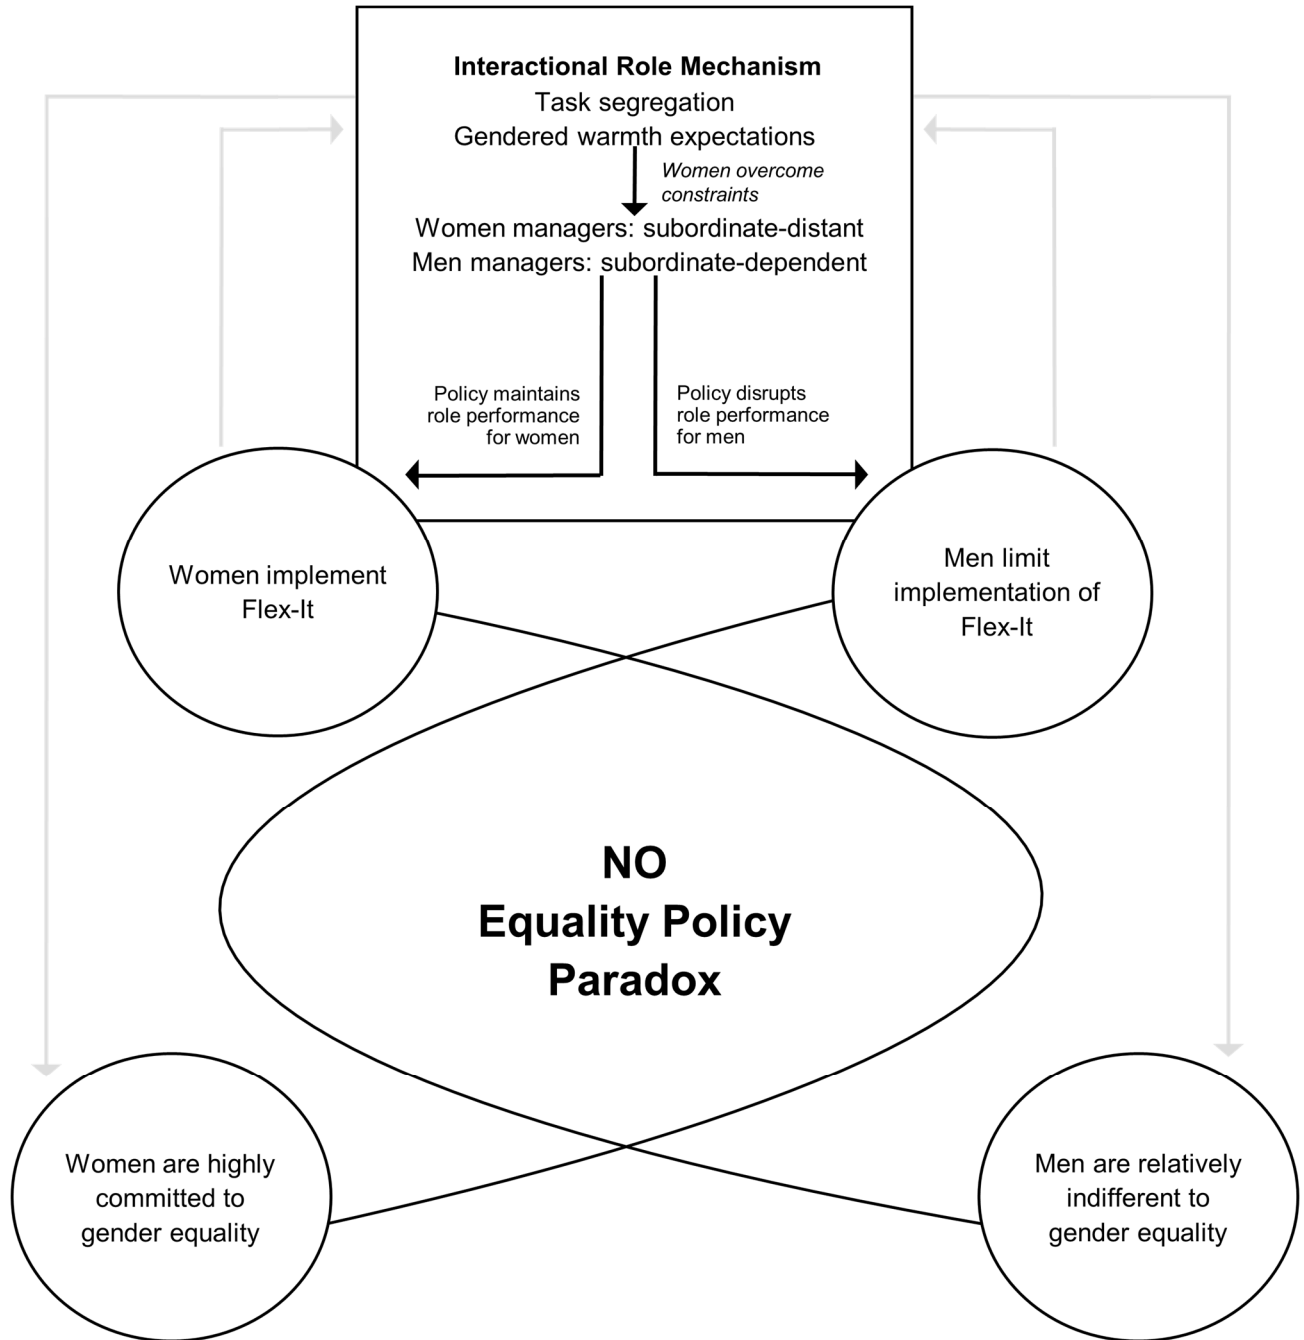 Interactional Role Mechanism
Task segregation
Gendered warmth expectations
Women overcome
constraints
Women managers: subordinate-distant
Men managers: subordinate-dependent
Policy maintains
role performance
for women
Policy disrupts
role performance
for men
Women implement
Flex-It
Men limit
implementation of
Flex-It
NO
Equality Policy
Paradox
Women are highly
committed to
gender equality
Men are relatively
indifferent to
gender equality